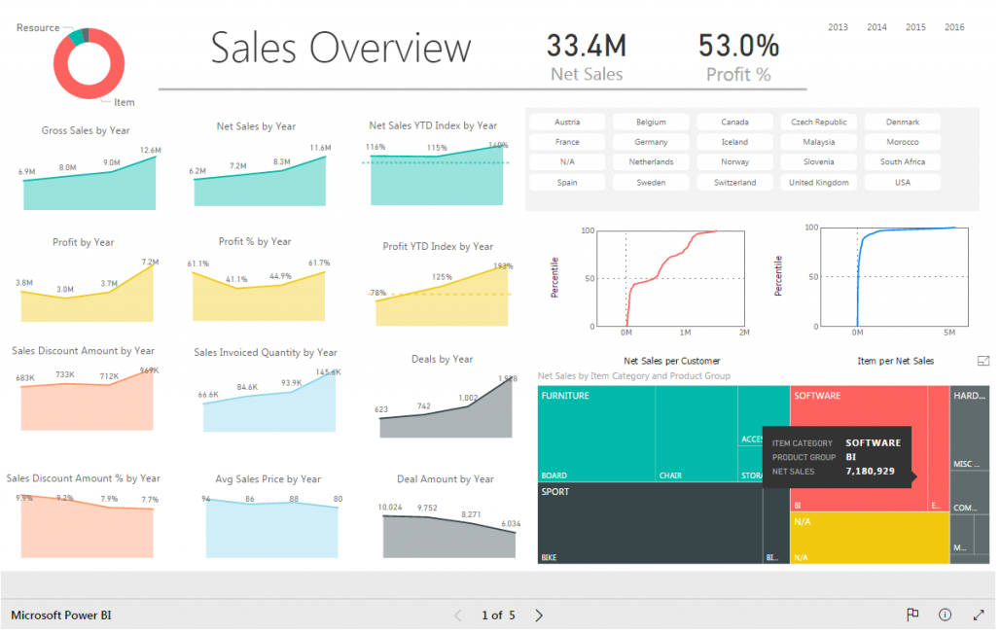 Resource
Item
Sales Overview
33.4M
Net Sales
53.0%
Profit %
2013 2014 2015 2016
Gross Sales by Year
6.9M 8.0M 9.0M 12.6M
Net Sales by Year
6.2M 7.2M 8.3M 11.6M
Net Sales YTD Index by Year
116% 115% 160%
Austria Belgium Canada Czech Republic Denmark
France Germany Iceland Malaysia Morocco
N/A Netherlands Norway Slovenia South Africa
Spain Sweden Switzerland United Kingdom USA
Profit by Year
3.8M 3.0M 3.7M 7.2M
Profit % by Year
61.1% 41.1% 44.9% 61.7%
Profit YTD Index by Year
78% 125% 193%
Percentile
100
50
0
0M 1M 2M
Net Sales per Customer
Percentile
100
50
0
0M 5M
Item per Net Sales
Sales Discount Amount by Year
683K 733K 712K 969K
Sales Invoiced Quantity by Year
66.6K 84.6K 93.9K 145.6K
Deals by Year
623 742 1,002
Net Sales by Item Category and Product Group
FURNITURE
BOARD
CHAIR
ACCES
STORA
SPORT
BIKE
BI...
SOFTWARE
BI
E...
N/A
N/A
HARD...
MISC ...
COM...
M...
ITEM CATEGORY SOFTWARE
PRODUCT GROUP BI
NET SALES 7,180,929
Sales Discount Amount % by Year
9.9% 9.2% 7.9% 7.7%
Avg Sales Price by Year
94 86 88 80
Deal Amount by Year
10,024 9,752 8,271 6,034
Microsoft Power BI
1 of 5